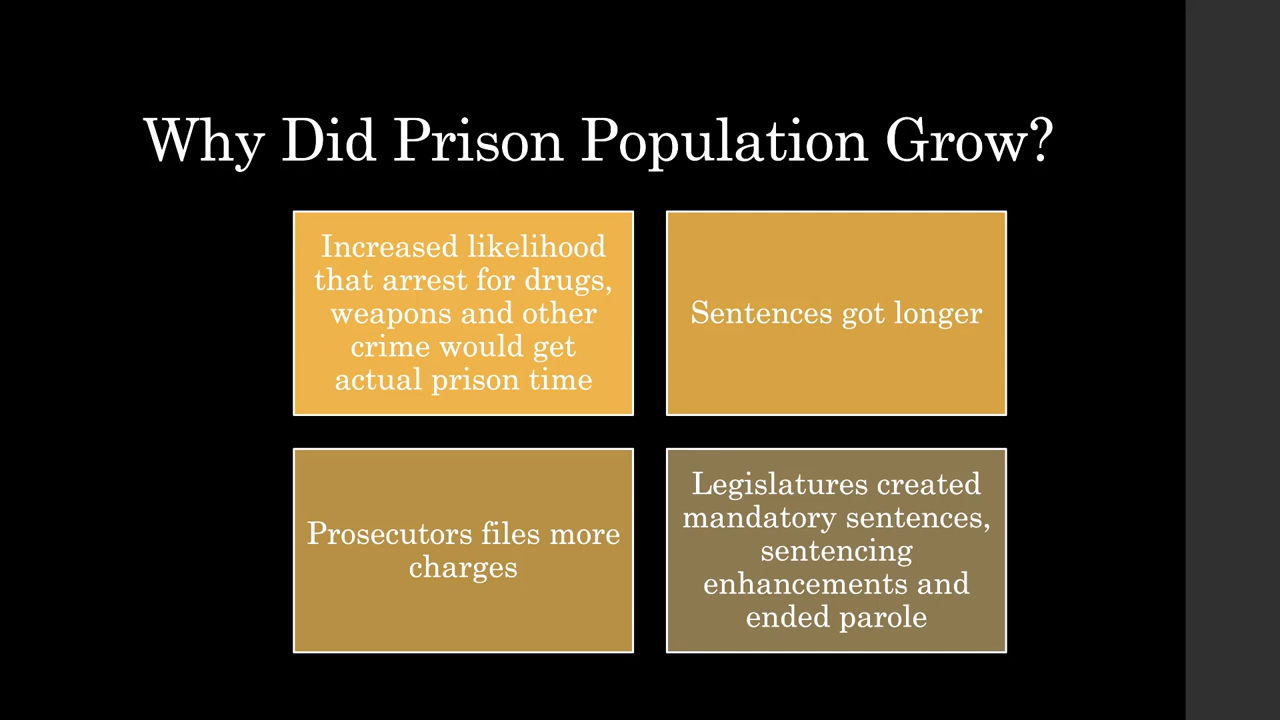 Why Did Prison Population Grow?
Increased likelihood
that arrest for drugs,
weapons and other
crime would get
actual prison time
Sentences got longer
Prosecutors files more
charges
Legislatures created
mandatory sentences,
sentencing
enhancements and
ended parole